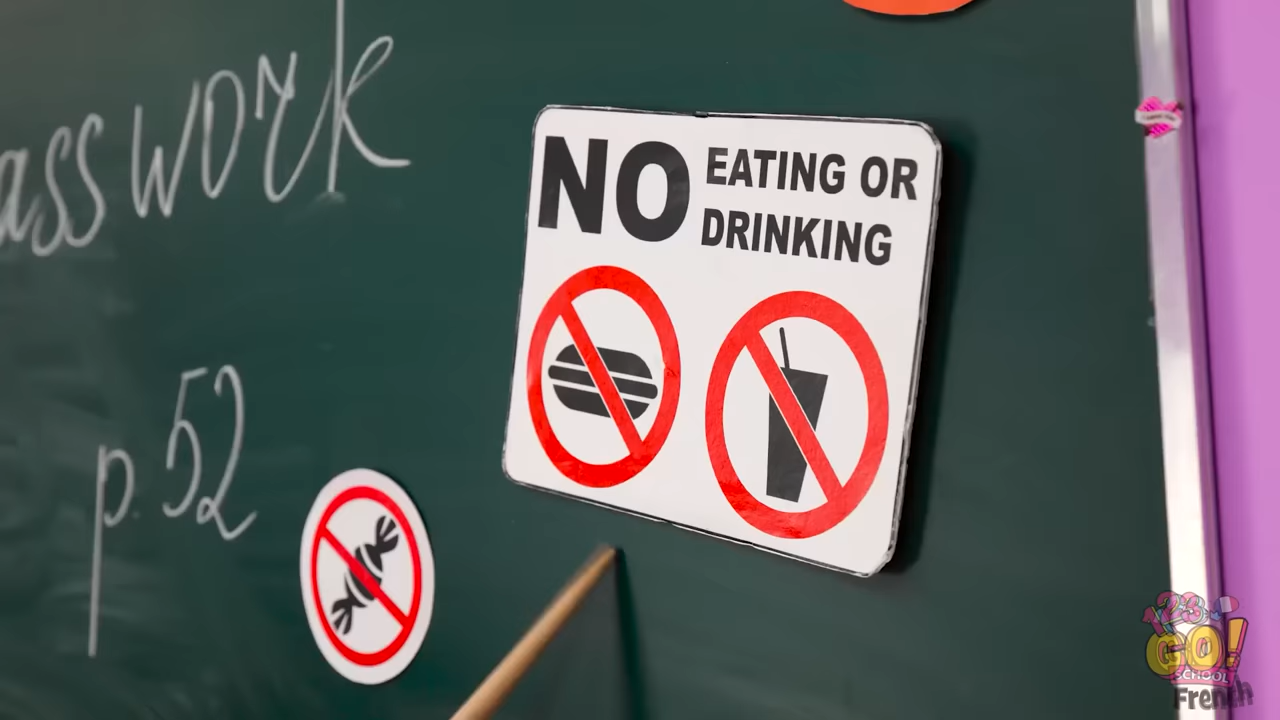 asswork
p. 52
NO EATING OR
DRINKING
123
GO!
SCHOOL
French